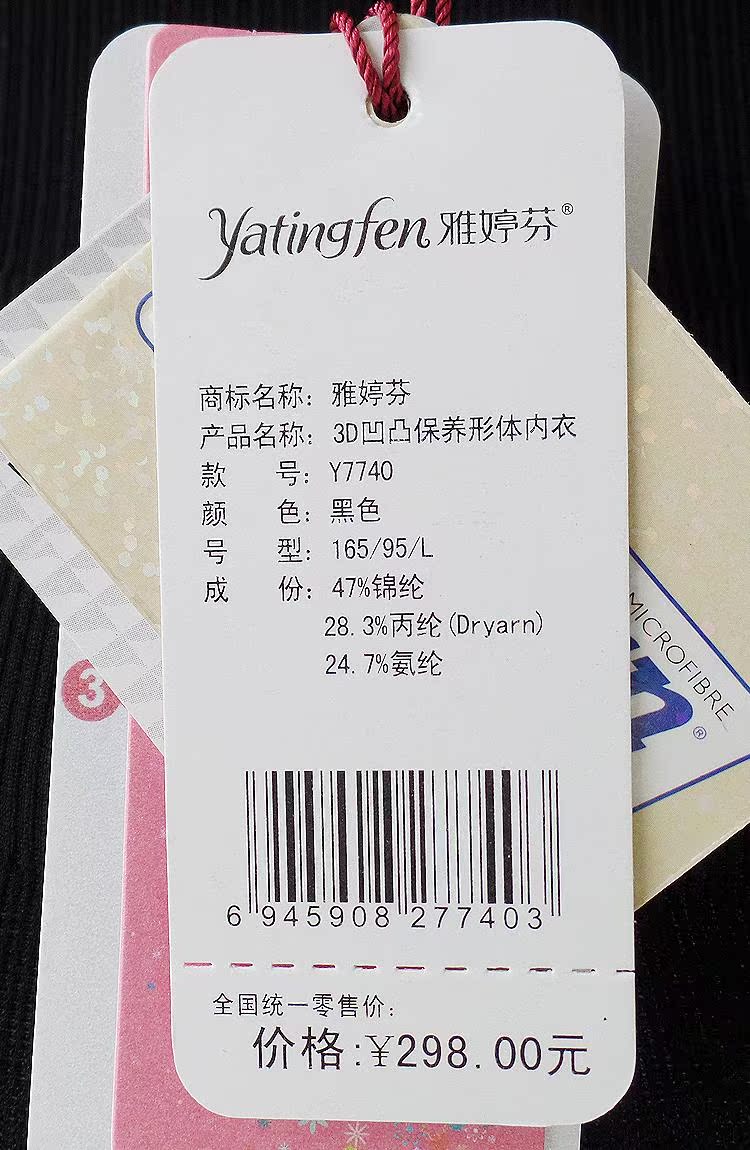 Yatingfen 雅婷芬®
商标名称：雅婷芬
产品名称：3D凹凸保养形体内衣
款 号：Y7740
颜 色：黑色
号 型：165/95/L
成 份：47%锦纶
28.3%丙纶(Dryarn)
24.7%氨纶
MICROFIBRE
®
3
6 945908 277403
全国统一零售价：
价格:¥298.00元